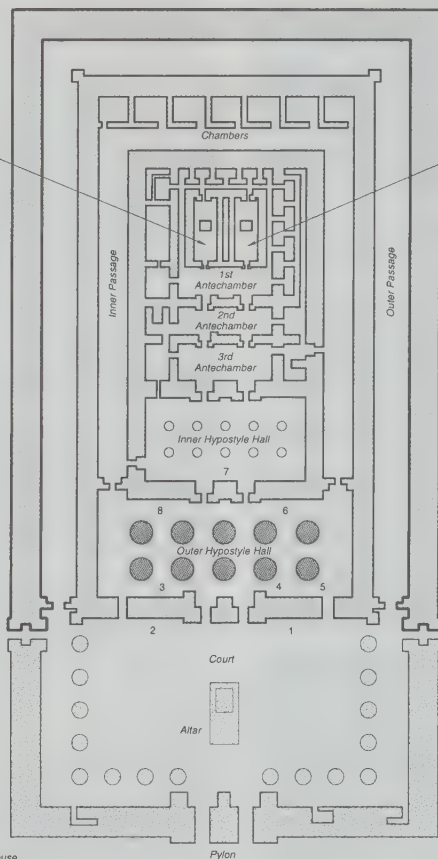 Chambers
Inner Passage
Outer Passage
1st
Antechamber
2nd
Antechamber
3rd
Antechamber
Inner Hypostyle Hall
7
8
6
Outer Hypostyle Hall
3
4
5
2
1
Court
Altar
Pylon